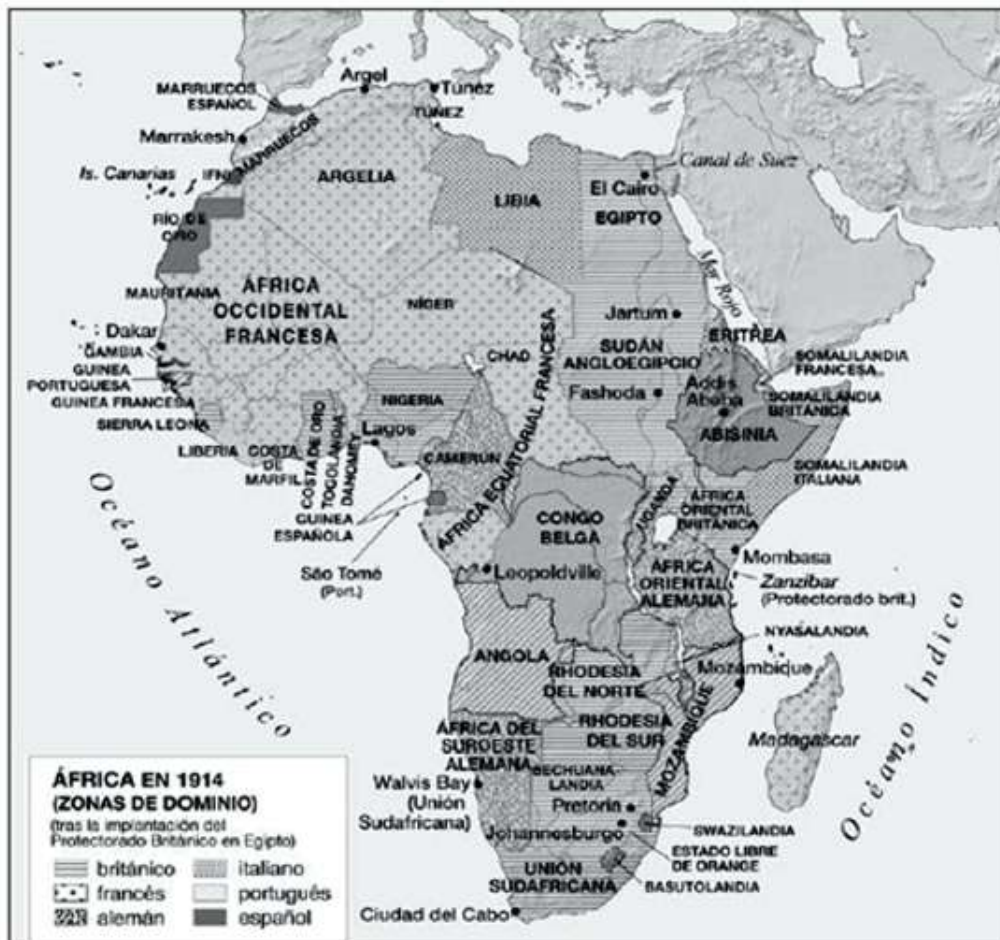 MARRUECOS
ESPAÑOL
Argel
Túnez
TÚNEZ
Marrakesh
MARRUECOS
Is. Canarias
IFNI
ARGELIA
LIBIA
Canal de Suez
El Cairo
EGIPTO
RÍO DE
ORO
MAURITANIA
ÁFRICA
OCCIDENTAL
FRANCESA
NÍGER
Mar Rojo
Dakar
GAMBIA
GUINEA
PORTUGUESA
GUINEA FRANCESA
SIERRA LEONA
LIBERIA
COSTA
DE
MARFIL
COSTA DE ORO
TOGOLANDIA
DAHOMEY
NIGERIA
Lagos
CHAD
ÁFRICA EQUATORIAL FRANCESA
CAMERÚN
Jartum
SUDÁN
ANGLOEGIPCIO
Fashoda
ERITREA
SOMALILANDIA
FRANCESA
Addis
Abeba
SOMALILANDIA
BRITÁNICA
ABISINIA
SOMALILANDIA
ITALIANA
GUINEA
ESPAÑOLA
São Tomé
(Port.)
CONGO
BELGA
Leopoldville
UGANDA
ÁFRICA
ORIENTAL
BRITÁNICA
Mombasa
ÁFRICA
ORIENTAL
ALEMANA
Zanzíbar
(Protectorado brit.)
NYASALANDIA
Océano Atlántico
Océano Índico
ANGOLA
RHODESIA
DEL NORTE
Mozambique
MOZAMBIQUE
Madagascar
ÁFRICA DEL
SUROESTE
ALEMANA
RHODESIA
DEL SUR
Walvis Bay
(Unión
Sudafricana)
BECHUANA-
LANDIA
Pretoria
Johannesburgo
SWAZILANDIA
ESTADO LIBRE
DE ORANGE
UNIÓN
SUDAFRICANA
BASUTOLANDIA
Ciudad del Cabo
ÁFRICA EN 1914
(ZONAS DE DOMINIO)
(tras la implantación del
Protectorado Británico en Egipto)
británico
italiano
francés
portugués
alemán
español